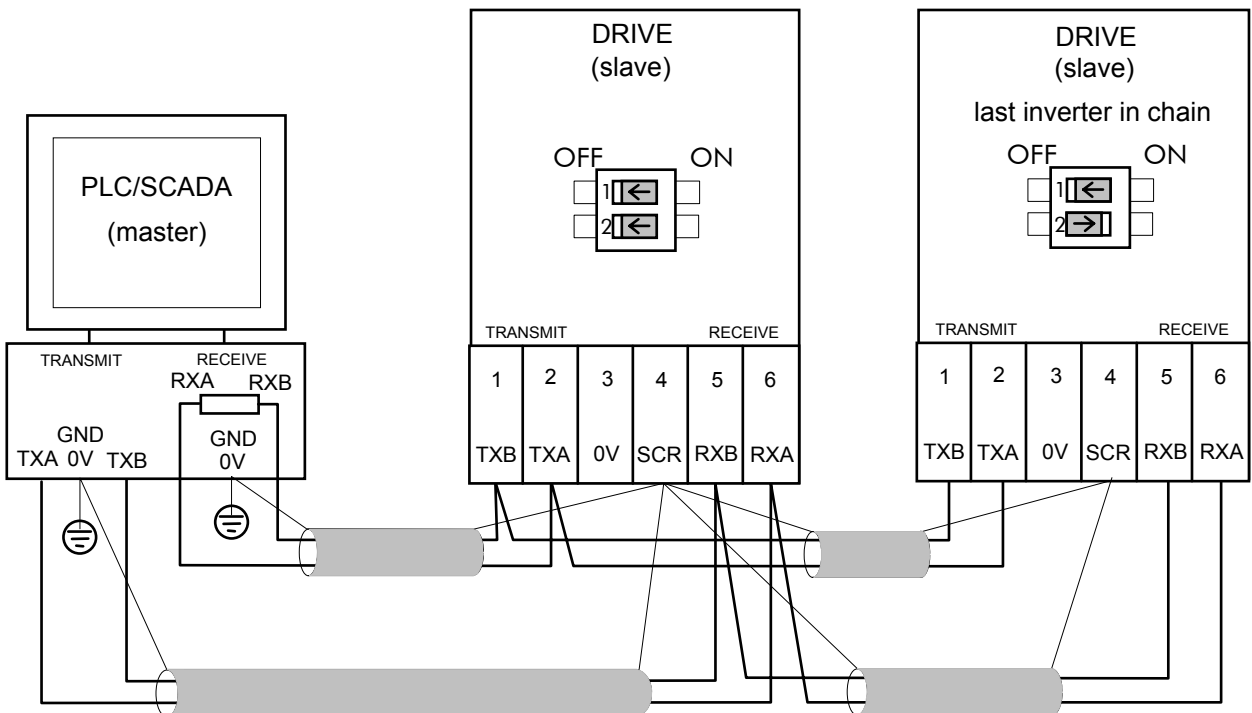 PLC/SCADA
(master)
TRANSMIT RECEIVE
RXA RXB
GND GND
TXA 0V TXB 0V
DRIVE
(slave)
OFF ON
1
2
TRANSMIT RECEIVE
1 2 3 4 5 6
TXB TXA 0V SCR RXB RXA
DRIVE
(slave)
last inverter in chain
OFF ON
1
2
TRANSMIT RECEIVE
1 2 3 4 5 6
TXB TXA 0V SCR RXB RXA